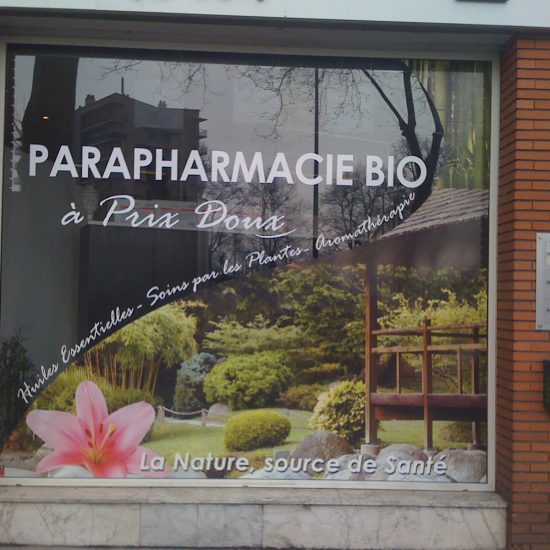 PARAPHARMACIE BIO
à Prix Doux
Huiles Essentielles - Soins par les Plantes - Aromathérapie
La Nature, source de Santé